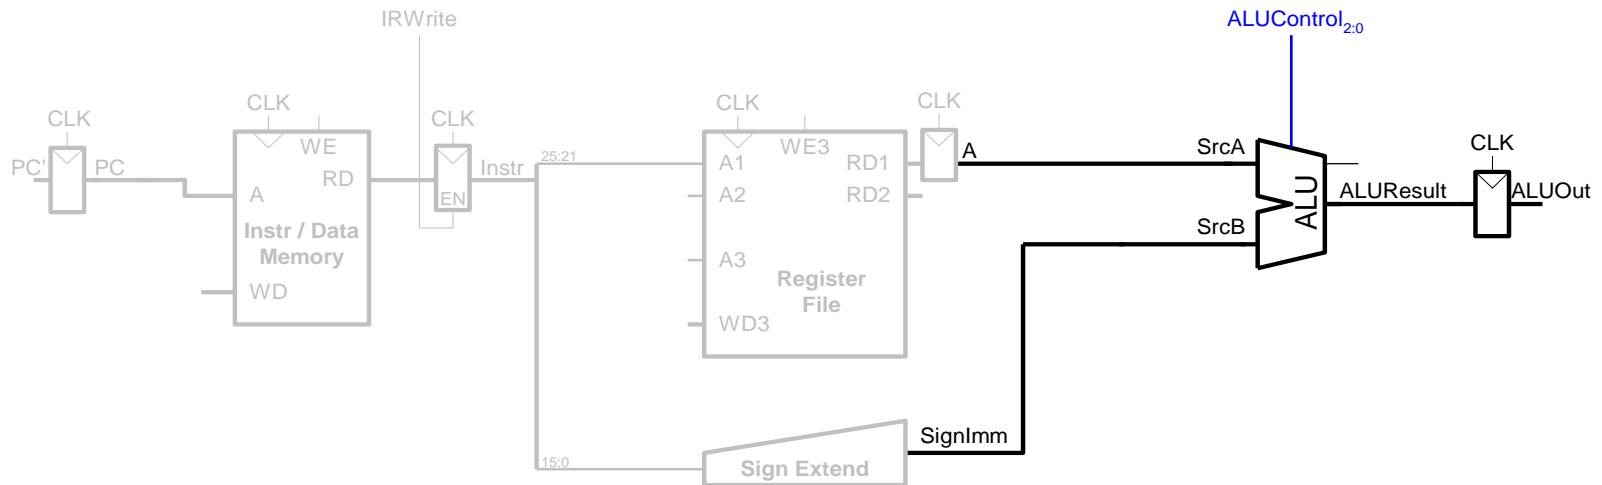 IRWrite
ALUControl2:0
CLK
CLK
CLK
CLK
CLK
CLK
PC'
PC
WE
RD
A
EN
Instr / Data
Memory
WD
Instr
25:21
A1
WE3
RD1
A2
RD2
A3
Register
File
WD3
A
SrcA
ALU
ALUResult
ALUOut
SrcB
SignImm
15:0
Sign Extend